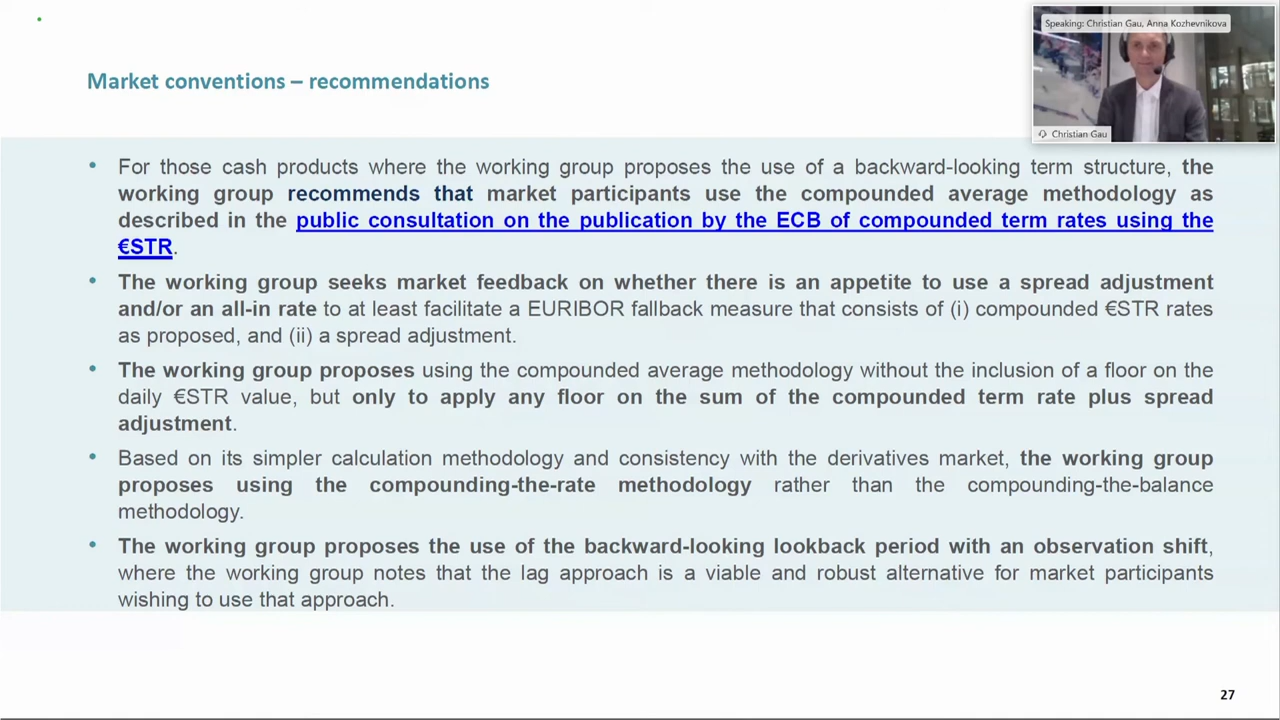 Speaking: Christian Gau, Anna Kozhevnikova
Christian Gau
Market conventions – recommendations
• For those cash products where the working group proposes the use of a backward-looking term structure, the
working group recommends that market participants use the compounded average methodology as
described in the public consultation on the publication by the ECB of compounded term rates using the
€STR.
• The working group seeks market feedback on whether there is an appetite to use a spread adjustment
and/or an all-in rate to at least facilitate a EURIBOR fallback measure that consists of (i) compounded €STR rates
as proposed, and (ii) a spread adjustment.
• The working group proposes using the compounded average methodology without the inclusion of a floor on the
daily €STR value, but only to apply any floor on the sum of the compounded term rate plus spread
adjustment.
• Based on its simpler calculation methodology and consistency with the derivatives market, the working group
proposes using the compounding-the-rate methodology rather than the compounding-the-balance
methodology.
• The working group proposes the use of the backward-looking lookback period with an observation shift,
where the working group notes that the lag approach is a viable and robust alternative for market participants
wishing to use that approach.
27